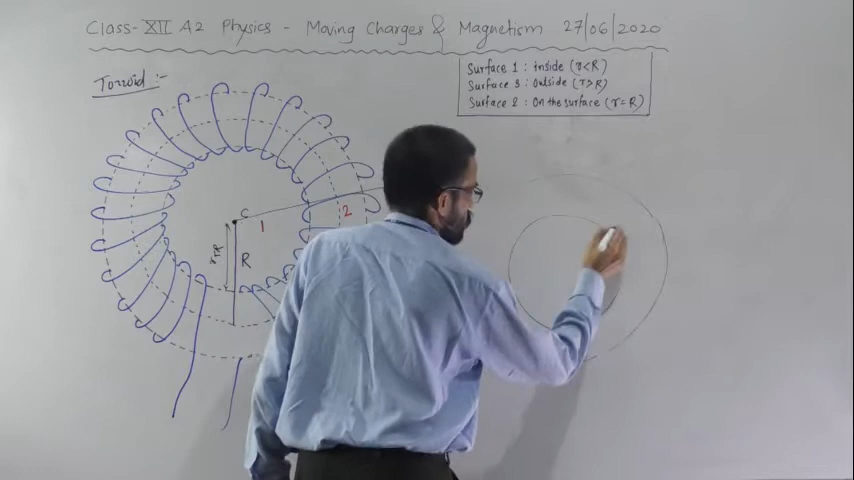 Class-XII A2 Physics - Moving Charges & Magnetism 27/06/2020
Torroid :-
Surface 1 : Inside (r<R)
Surface 3 : Outside (r>R)
Surface 2 : On the surface (r=R)
C
1
2
R